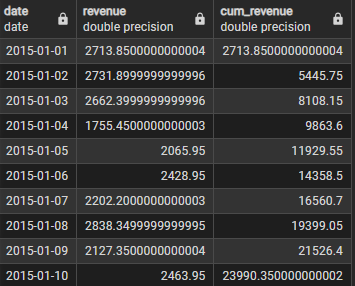 date revenue cum_revenue
date double precision double precision
2015-01-01 2713.8500000000004 2713.8500000000004
2015-01-02 2731.8999999999996 5445.75
2015-01-03 2662.3999999999996 8108.15
2015-01-04 1755.4500000000003 9863.6
2015-01-05 2065.95 11929.55
2015-01-06 2428.95 14358.5
2015-01-07 2202.2000000000003 16560.7
2015-01-08 2838.3499999999995 19399.05
2015-01-09 2127.3500000000004 21526.4
2015-01-10 2463.95 23990.350000000002